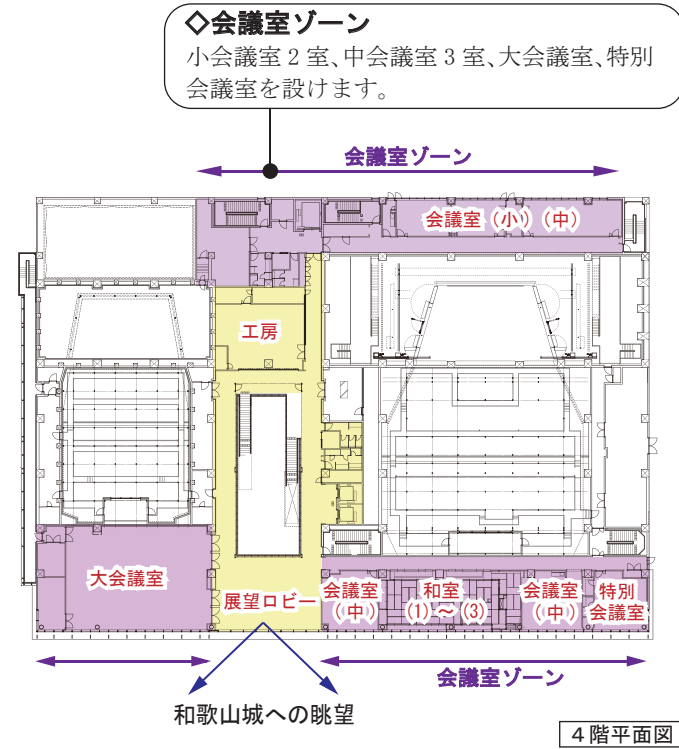 ◇会議室ゾーン
小会議室2室、中会議室3室、大会議室、特別
会議室を設けます。
会議室ゾーン
会議室（小）（中）
工房
大会議室
展望ロビー
会議室
（中）
和室
(1)～(3)
会議室
（中）
特別
会議室
会議室ゾーン
和歌山城への眺望
4階平面図